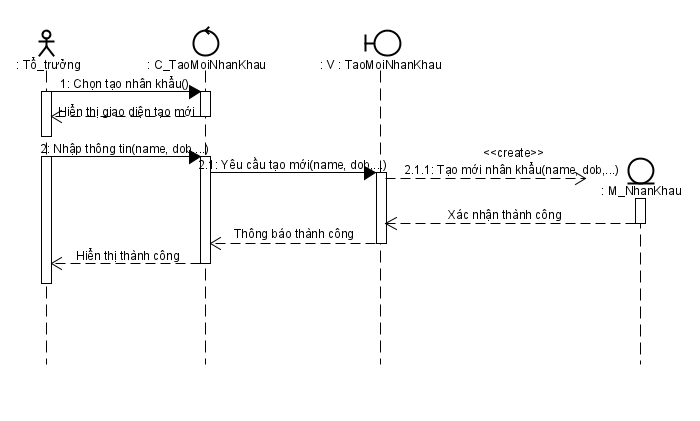 : Tổ_trưởng
: C_TaoMoiNhanKhau
: V : TaoMoiNhanKhau
1: Chọn tạo nhân khẩu()
Hiển thị giao diện tạo mới
2: Nhập thông tin(name, dob,...)
2.1: Yêu cầu tạo mới(name, dob,...)
<<create>>
2.1.1: Tạo mới nhân khẩu(name, dob,...)
: M_NhanKhau
Xác nhận thành công
Thông báo thành công
Hiển thị thành công